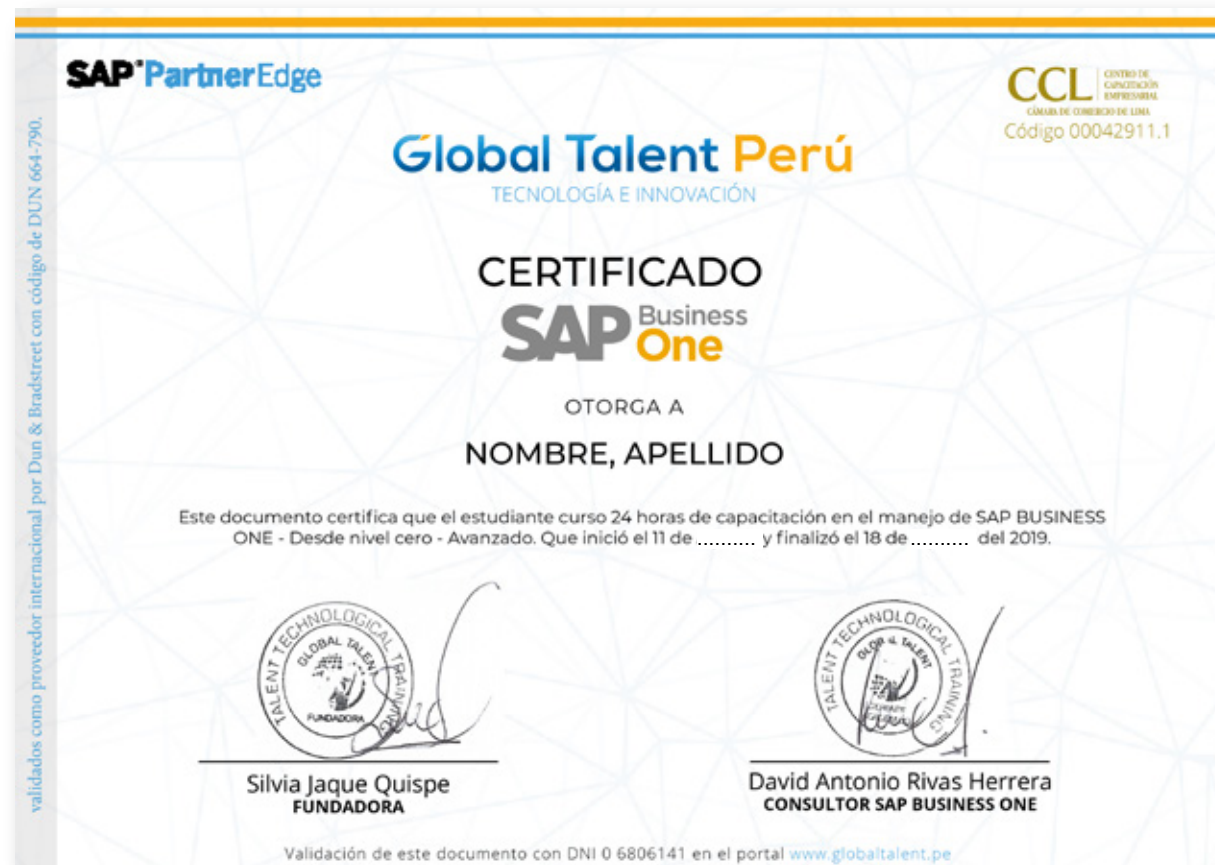 SAP PartnerEdge
CCL CENTRO DE CAPACITACIÓN EMPRESARIAL
CÁMARA DE COMERCIO DE LIMA
Código 00042911.1
Global Talent Perú
TECNOLOGÍA E INNOVACIÓN
CERTIFICADO
SAP Business One
OTORGA A
NOMBRE, APELLIDO
Este documento certifica que el estudiante curso 24 horas de capacitación en el manejo de SAP BUSINESS
ONE - Desde nivel cero - Avanzado. Que inició el 11 de .......... y finalizó el 18 de .......... del 2019.
validados como proveedor internacional por Dun & Bradstreet con código de DUN 664-790.
TALENT TECHNOLOGICAL TRAINING
GLOBAL TALENT
FUNDADORA
TALENT TECHNOLOGICAL TRAINING
GLOBAL TALENT
Silvia Jaque Quispe
FUNDADORA
David Antonio Rivas Herrera
CONSULTOR SAP BUSINESS ONE
Validación de este documento con DNI 0 6806141 en el portal www.globaltalent.pe